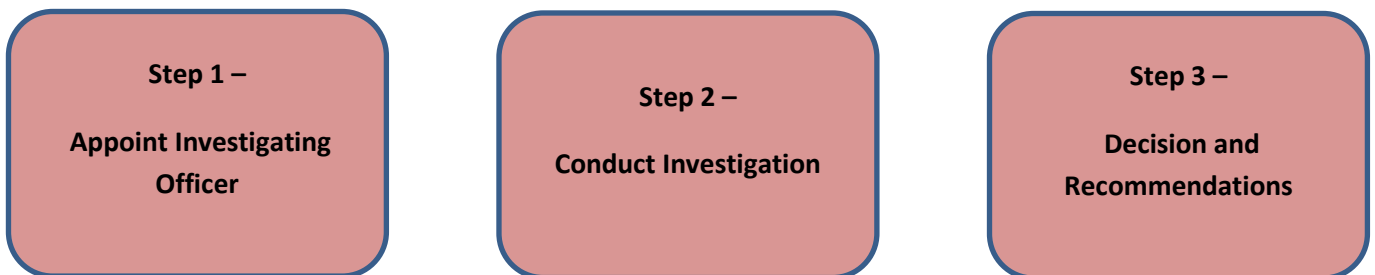 Step 1 –
Appoint Investigating
Officer
Step 2 –
Conduct Investigation
Step 3 –
Decision and
Recommendations